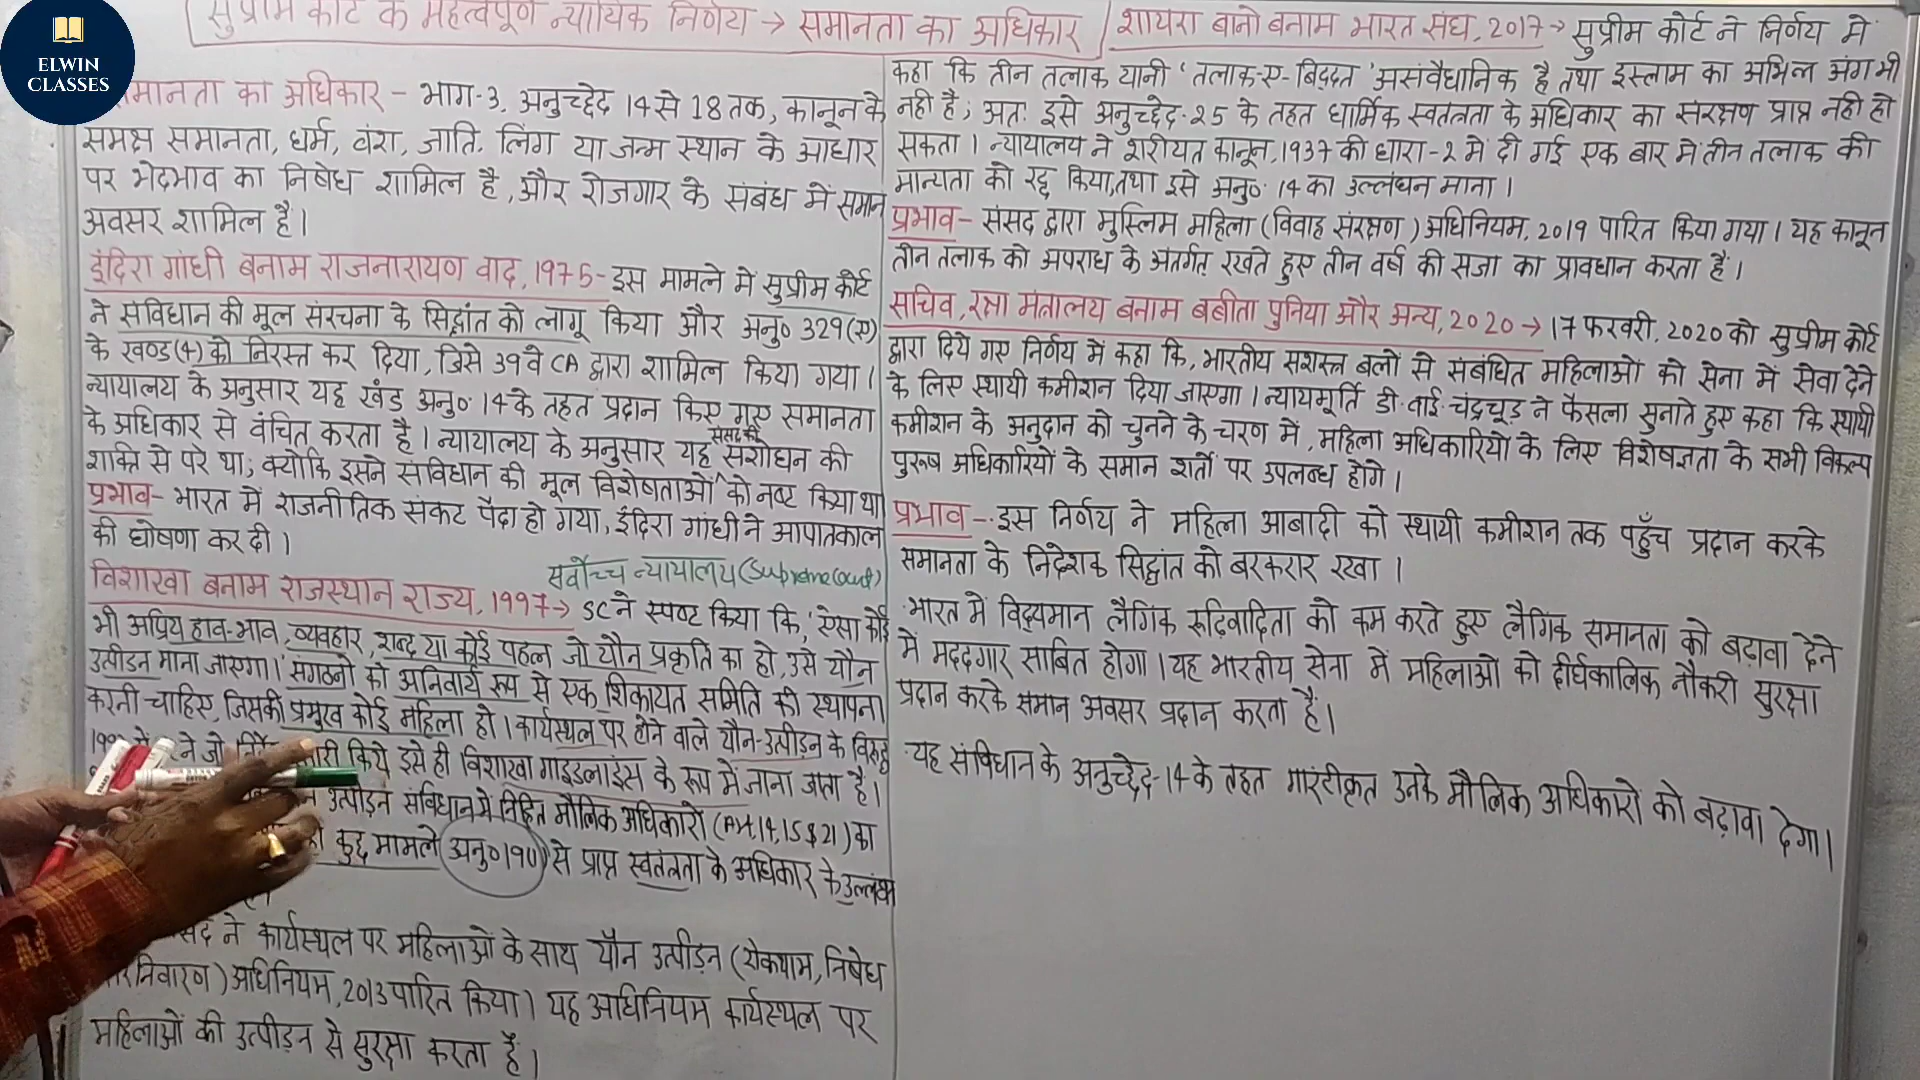 ELWIN
CLASSES
सुप्रीम कोर्ट के महत्वपूर्ण न्यायिक निर्णय → समानता का अधिकार
मानता का अधिकार - भाग-3, अनुच्छेद 14 से 18 तक, कानून के
समक्ष समानता, धर्म, वंश, जाति, लिंग या जन्म स्थान के आधार
पर भेदभाव का निषेध शामिल है, और रोजगार के संबंध में समान
अवसर शामिल है।
इंदिरा गांधी बनाम राजनारायण वाद, 1975- इस मामले में सुप्रीम कोर्ट
ने संविधान की मूल संरचना के सिद्धांत को लागू किया और अनु० 329(ए)
के खण्ड(4) को निरस्त कर दिया, जिसे 39वें CA द्वारा शामिल किया गया।
न्यायालय के अनुसार यह खंड अनु० 14 के तहत प्रदान किए गए समानता
के अधिकार से वंचित करता है। न्यायालय के अनुसार यह संसद की संशोधन की
शक्ति से परे था; क्योंकि इसने संविधान की मूल विशेषताओं को नष्ट किया था
प्रभाव- भारत में राजनीतिक संकट पैदा हो गया, इंदिरा गांधी ने आपातकाल
की घोषणा कर दी।
सर्वोच्च न्यायालय (Supreme Court)
विशाखा बनाम राजस्थान राज्य, 1997→ SC ने स्पष्ट किया कि, 'ऐसा कोई
भी अप्रिय हाव-भाव, व्यवहार, शब्द या कोई पहल जो यौन प्रकृति का हो, उसे यौन
उत्पीडन माना जाएगा।' संगठनों को अनिवार्य रूप से एक शिकायत समिति की स्थापना
करनी चाहिए, जिसकी प्रमुख कोई महिला हो। कार्यस्थल पर होने वाले यौन-उत्पीड़न के विरुद्ध
ने जो जारी किये इसे ही विशाखा गाइडलाइंस के रूप में जाना जाता है।
उत्पीड़न संविधान में निहित मौलिक अधिकारों (Art, 14, 15 & 21) का
कुछ मामले अनु०19() से प्राप्त स्वतंत्रता के अधिकार के उल्लंघन
संसद ने कार्यस्थल पर महिलाओं के साथ यौन उत्पीड़न (रोकथाम, निषेध
निवारण) अधिनियम, 2013 पारित किया। यह अधिनियम कार्यस्थल पर
महिलाओं की उत्पीड़न से सुरक्षा करता है।
शायरा बानो बनाम भारत संघ, 2017→ सुप्रीम कोर्ट ने निर्णय में
कहा कि तीन तलाक यानी 'तलाक-ए-बिद्दत' असंवैधानिक है तथा इस्लाम का अभिन्न अंग भी
नहीं है; अतः इसे अनुच्छेद-25 के तहत धार्मिक स्वतंत्रता के अधिकार का संरक्षण प्राप्त नहीं हो
सकता। न्यायालय ने शरीयत कानून, 1937 की धारा-2 में दी गई एक बार में तीन तलाक की
मान्यता को रद्द किया, तथा इसे अनु० 14 का उल्लंघन माना।
प्रभाव- संसद द्वारा मुस्लिम महिला (विवाह संरक्षण) अधिनियम, 2019 पारित किया गया। यह कानून
तीन तलाक को अपराध के अंतर्गत रखते हुए तीन वर्ष की सजा का प्रावधान करता है।
सचिव, रक्षा मंत्रालय बनाम बबीता पुनिया और अन्य, 2020→ 17 फरवरी, 2020 को सुप्रीम कोर्ट
द्वारा दिये गए निर्णय में कहा कि, भारतीय सशस्त्र बलों से संबंधित महिलाओं को सेना में सेवा देने
के लिए स्थायी कमीशन दिया जाएगा। न्यायमूर्ति डी. वाई. चंद्रचूड़ ने फैसला सुनाते हुए कहा कि स्थायी
कमीशन के अनुदान को चुनने के चरण में, महिला अधिकारियों के लिए विशेषज्ञता के सभी विकल्प
पुरूष अधिकारियों के समान शर्तों पर उपलब्ध होंगे।
प्रभाव-. इस निर्णय ने महिला आबादी को स्थायी कमीशन तक पहुँच प्रदान करके
समानता के निर्देशक सिद्धांत को बरकरार रखा।
.भारत में विद्यमान लैंगिक रूढ़िवादिता को कम करते हुए लैंगिक समानता को बढ़ावा देने
में मददगार साबित होगा। यह भारतीय सेना में महिलाओं को दीर्घकालिक नौकरी सुरक्षा
प्रदान करके समान अवसर प्रदान करता है।
यह संविधान के अनुच्छेद-14 के तहत गारंटीकृत उनके मौलिक अधिकारों को बढ़ावा देगा।